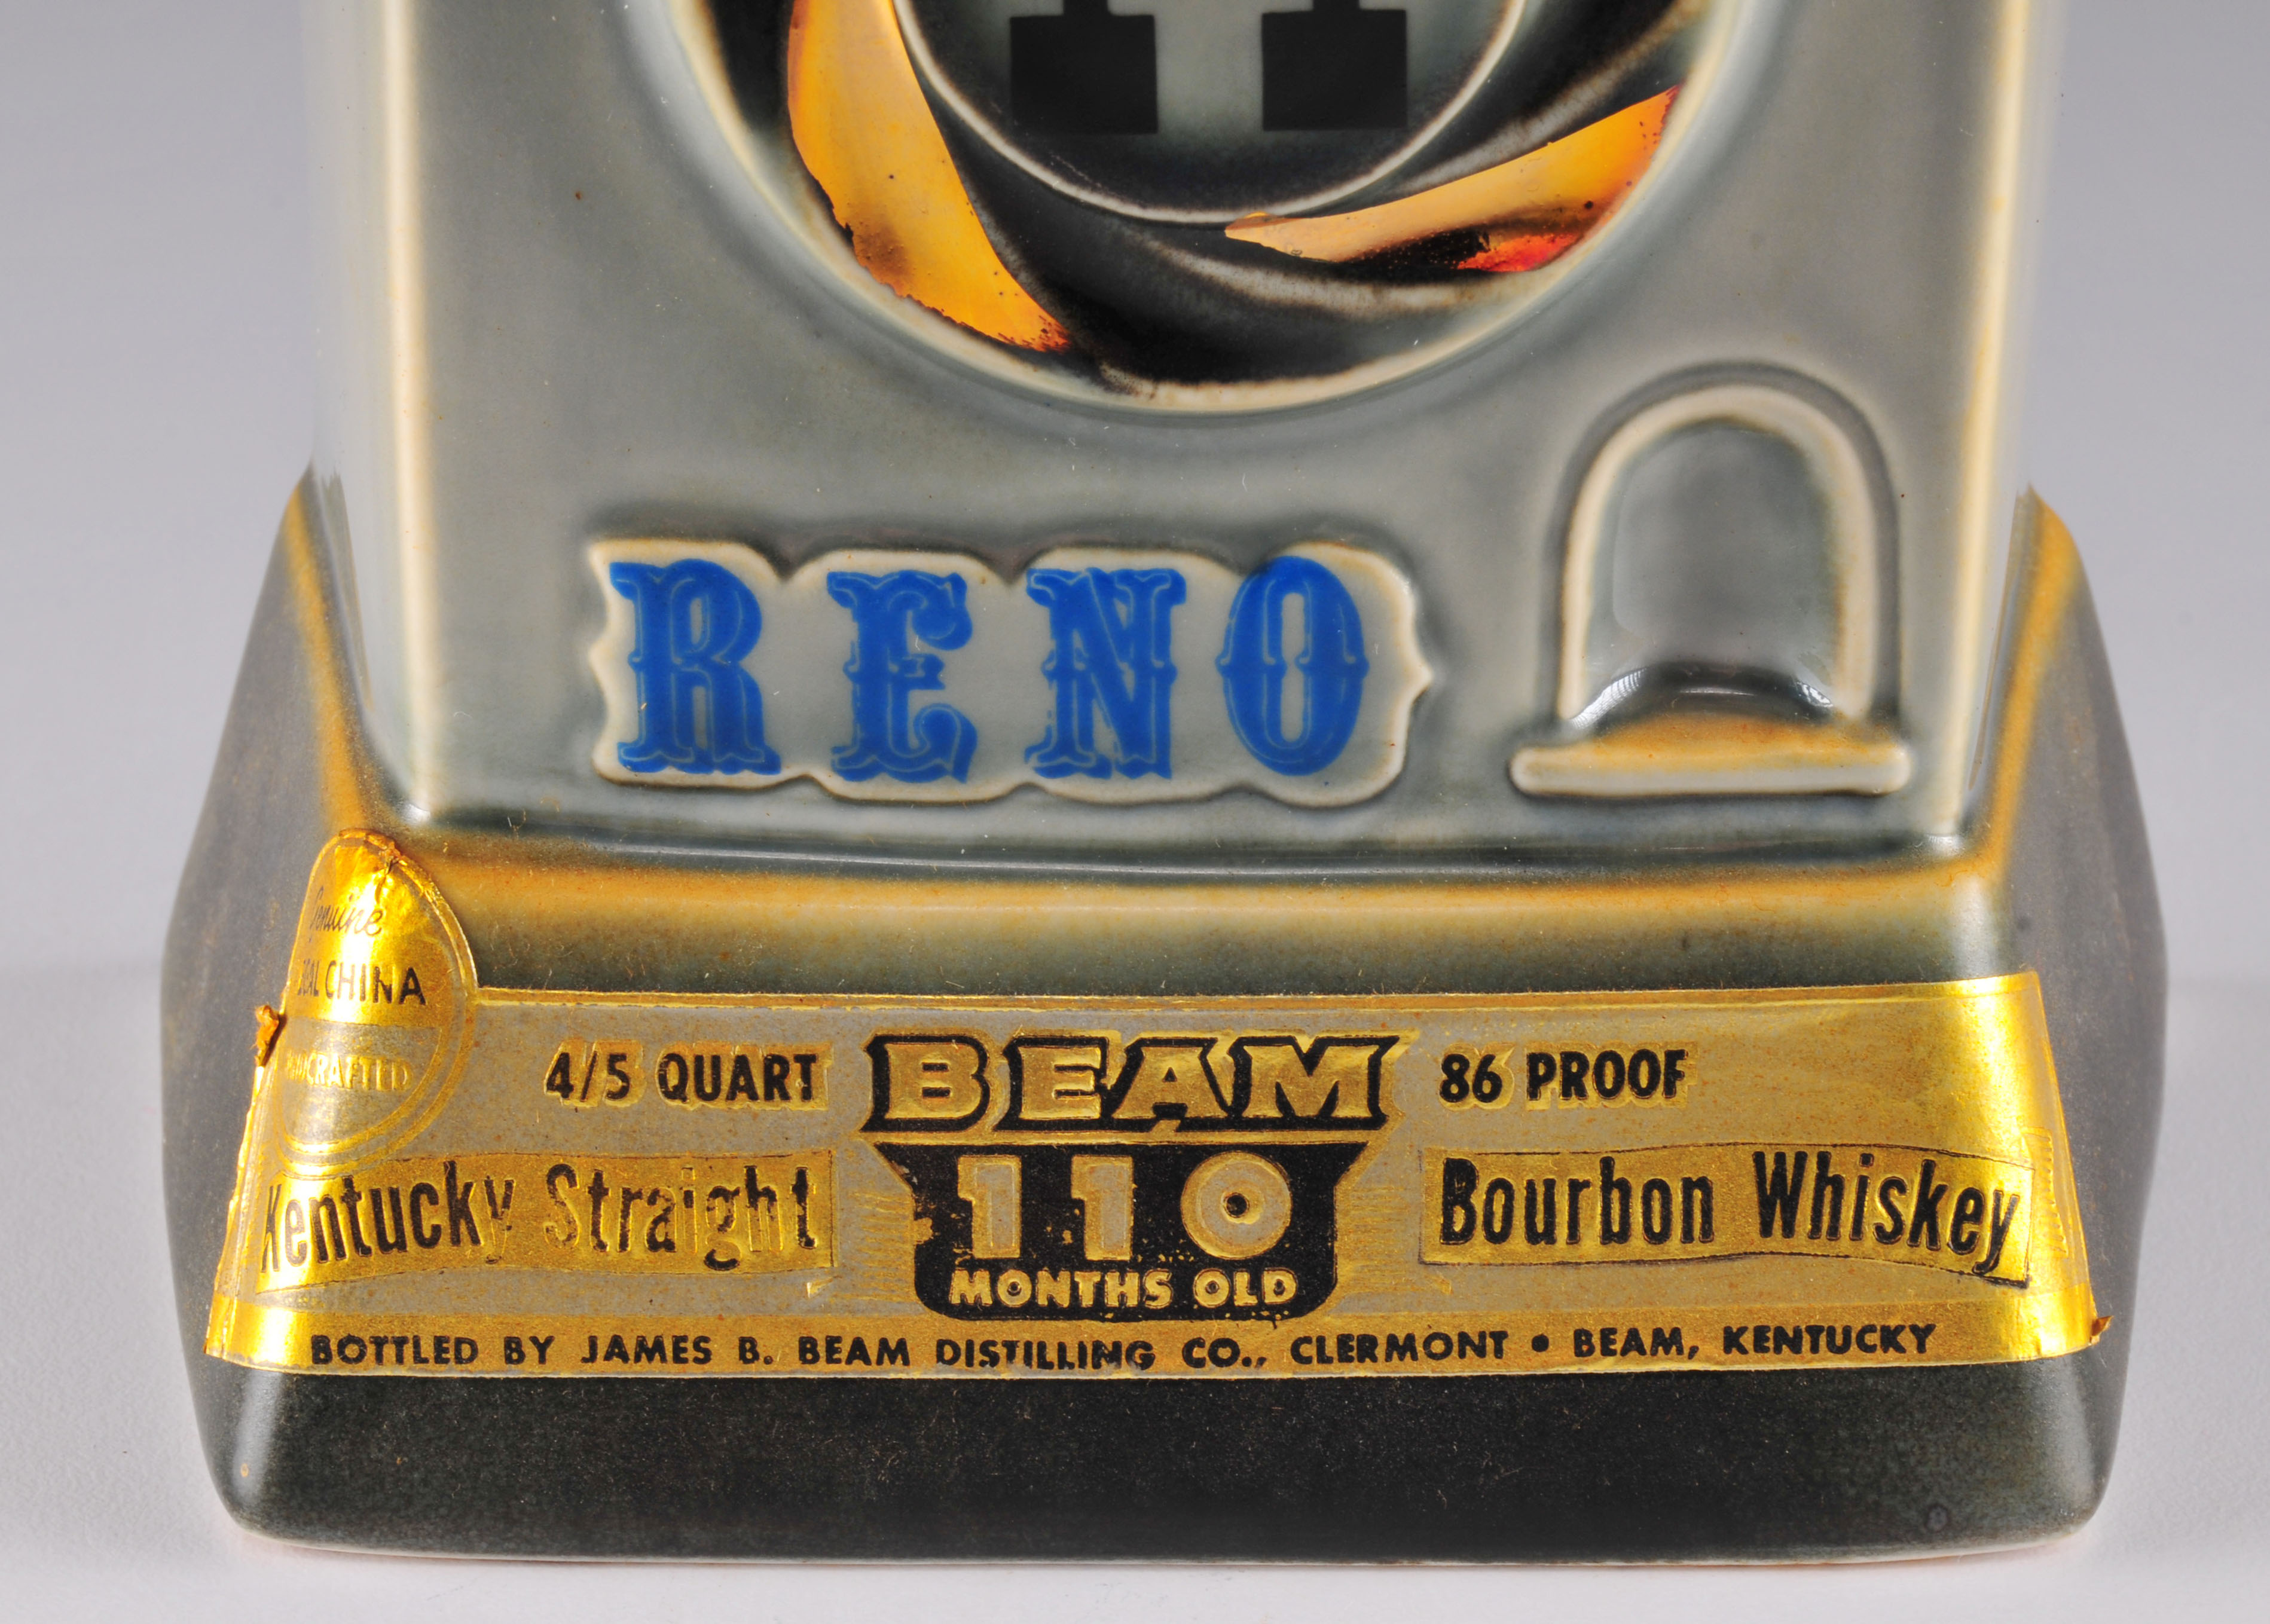 RENO
Genuine
CHINA
4/5 QUART BEAM 86 PROOF
Kentucky Straight 110 Bourbon Whiskey
MONTHS OLD
BOTTLED BY JAMES B. BEAM DISTILLING CO., CLERMONT • BEAM, KENTUCKY